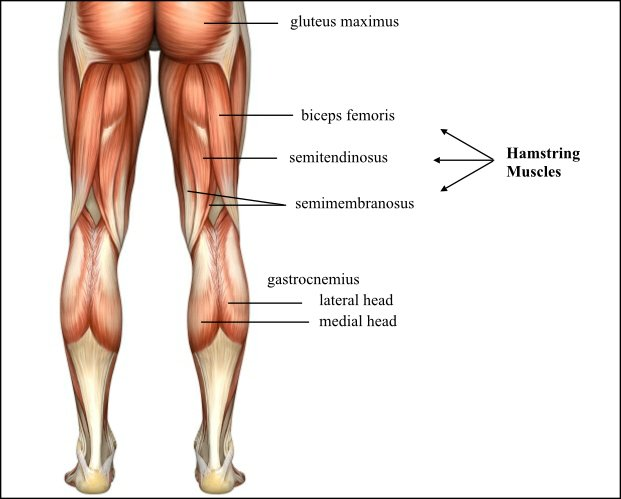 gluteus maximus
biceps femoris
semitendinosus
semimembranosus
Hamstring
Muscles
gastrocnemius
lateral head
medial head